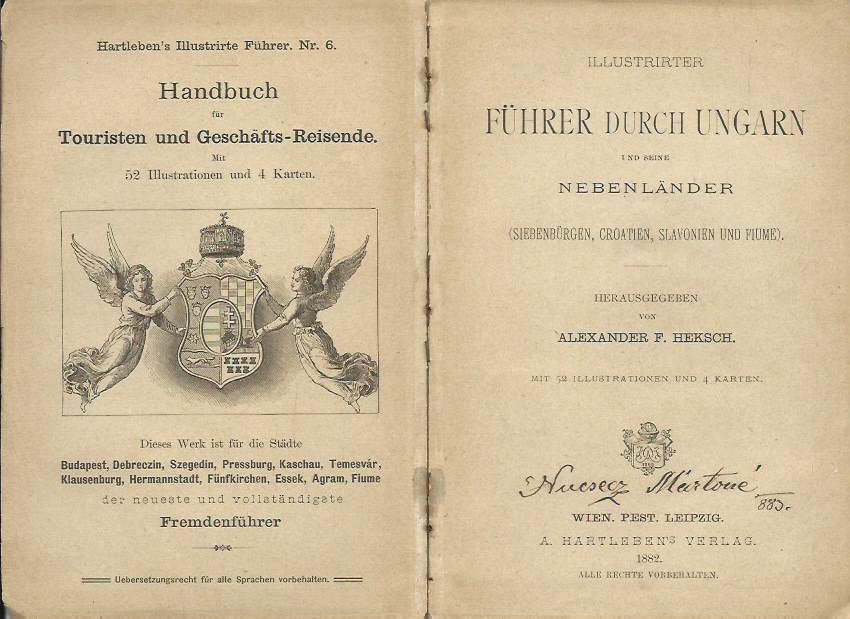 Hartleben's Illustrirte Führer. Nr. 6.
Handbuch
für
Touristen und Geschäfts-Reisende.
Mit
52 Illustrationen und 4 Karten.
Dieses Werk ist für die Städte
Budapest, Debreczin, Szegedin, Pressburg, Kaschau, Temesvár,
Klausenburg, Hermannstadt, Fünfkirchen, Essek, Agram, Fiume
der neueste und vollständigste
Fremdenführer
Uebersetzungsrecht für alle Sprachen vorbehalten.
ILLUSTRIRTER
FÜHRER DURCH UNGARN
UND SEINE
NEBENLÄNDER
(SIEBENBÜRGEN, CROATIEN, SLAVONIEN UND FIUME).
HERAUSGEGEBEN
VON
ALEXANDER F. HEKSCH.
MIT 52 ILLUSTRATIONEN UND 4 KARTEN.
Mártoné
883.
WIEN. PEST. LEIPZIG.
A. HARTLEBEN'S VERLAG.
1882.
ALLE RECHTE VORBEHALTEN.